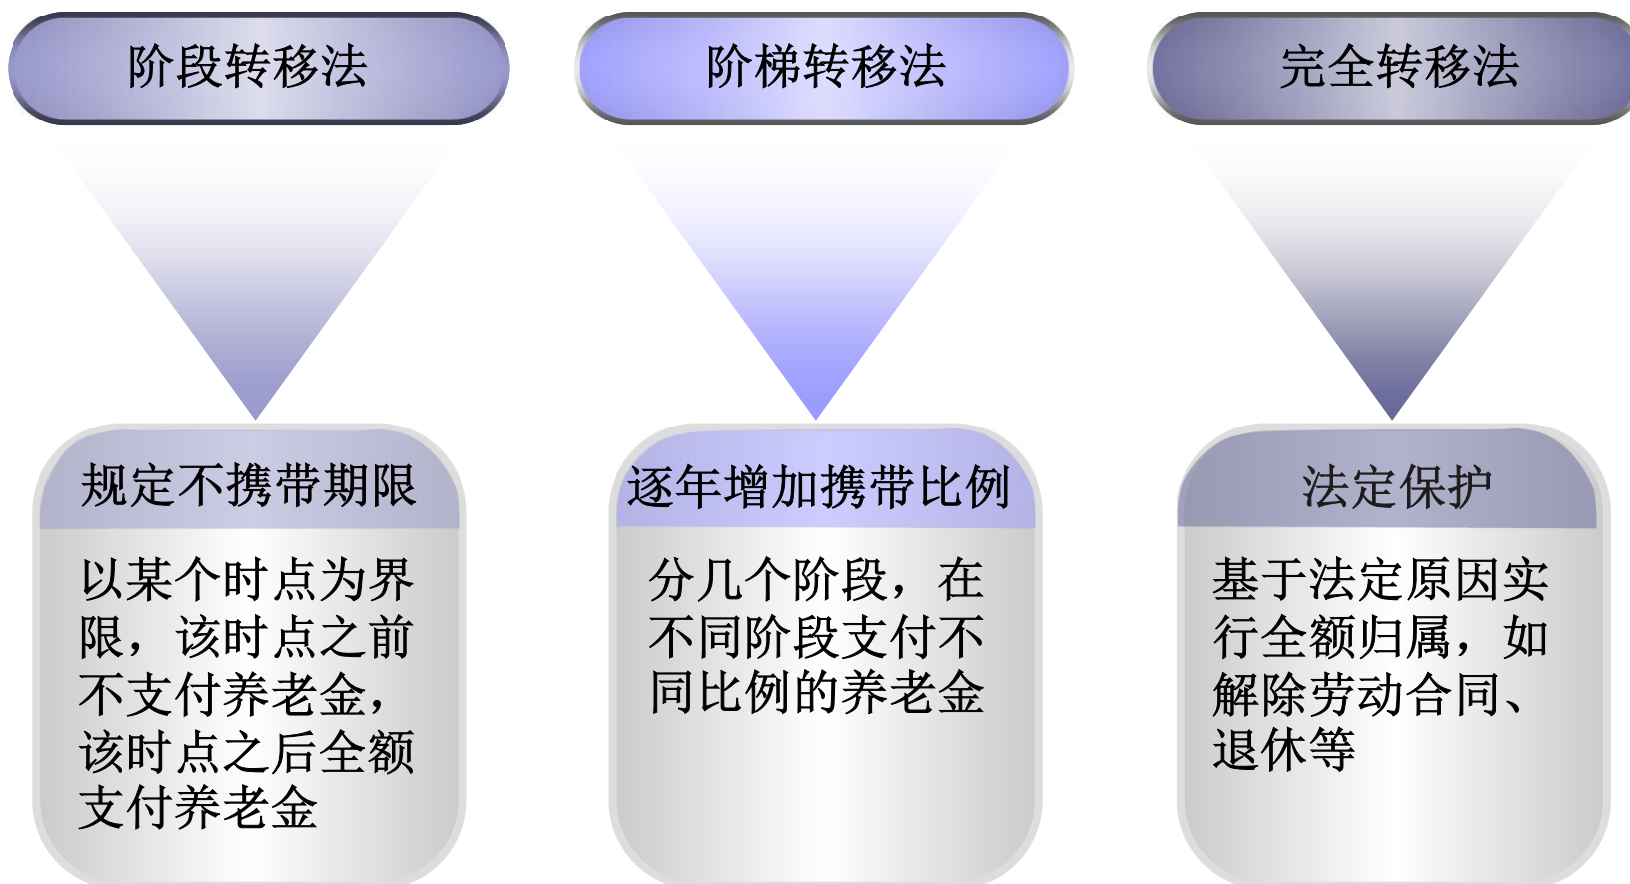 阶段转移法
阶梯转移法
完全转移法
规定不携带期限
以某个时点为界
限，该时点之前
不支付养老金，
该时点之后全额
支付养老金
逐年增加携带比例
分几个阶段，在
不同阶段支付不
同比例的养老金
法定保护
基于法定原因实
行全额归属，如
解除劳动合同、
退休等